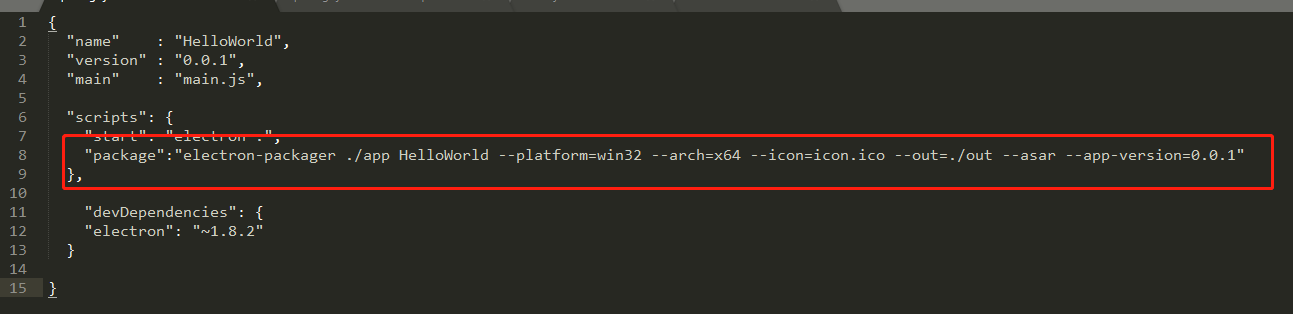 1 {
2 "name"    : "HelloWorld",
3 "version" : "0.0.1",
4 "main"    : "main.js",
5
6 "scripts": {
7 "start": "electron .",
8 "package":"electron-packager ./app HelloWorld --platform=win32 --arch=x64 --icon=icon.ico --out=./out --asar --app-version=0.0.1"
9 },
10
11 "devDependencies": {
12 "electron": "~1.8.2"
13 }
14
15 }